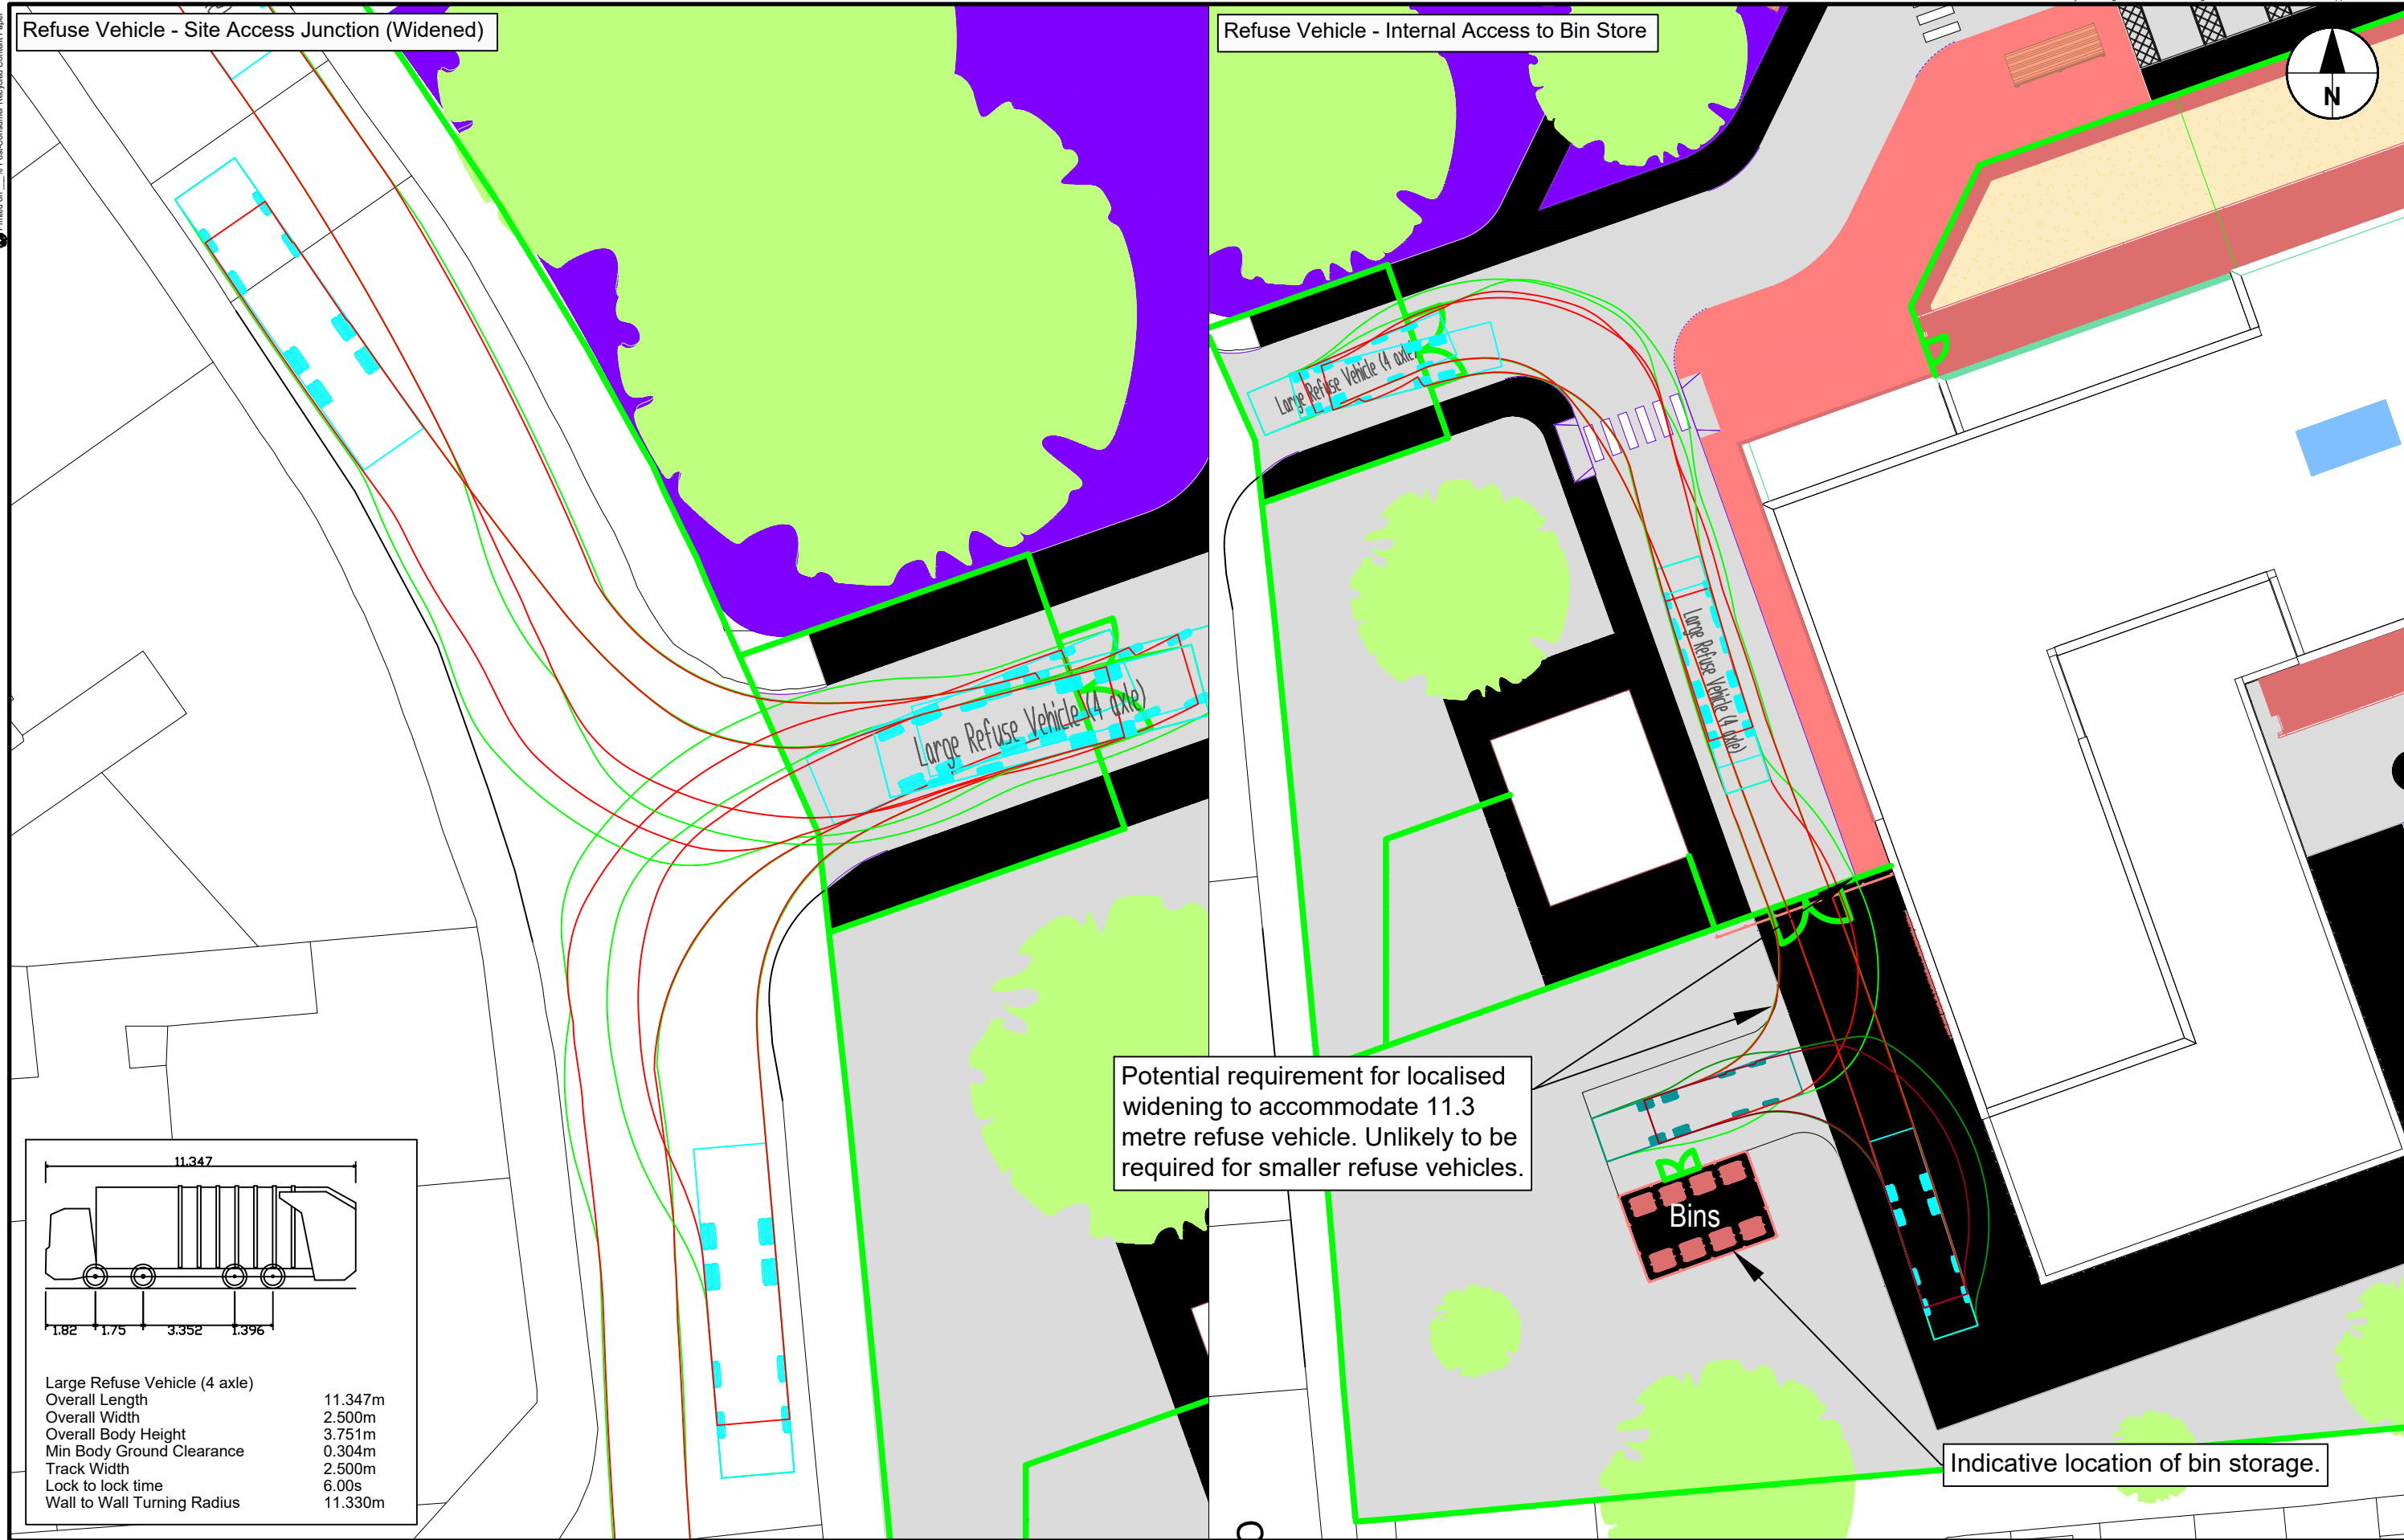 Refuse Vehicle - Site Access Junction (Widened)
Refuse Vehicle - Internal Access to Bin Store
N
Large Refuse Vehicle (4 axle)
Large Refuse Vehicle (4 axle)
Large Refuse Vehicle (4 axle)
Potential requirement for localised
widening to accommodate 11.3
metre refuse vehicle. Unlikely to be
required for smaller refuse vehicles.
Bins
Indicative location of bin storage.
11.347
1.82 1.75 3.352 1.396
Large Refuse Vehicle (4 axle)
Overall Length 11.347m
Overall Width 2.500m
Overall Body Height 3.751m
Min Body Ground Clearance 0.304m
Track Width 2.500m
Lock to lock time 6.00s
Wall to Wall Turning Radius 11.330m